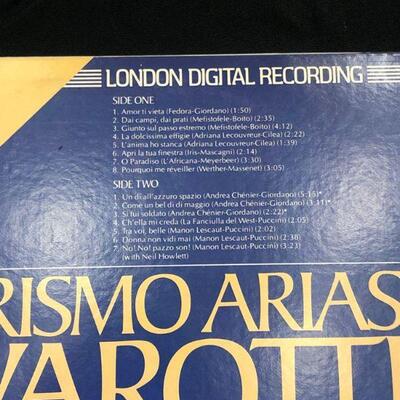 LONDON DIGITAL RECORDING
SIDE ONE
1. Amor ti vieta (Fedora-Giordano) (1:50)
2. Dai campi, dai prati (Mefistofele-Boito) (2:35)
3. Giunto sul passo estremo (Mefistofele-Boito) (4:12)
4. La dolcissima effigie (Adriana Lecouvreur-Cilea) (2:22)
5. L'anima ho stanca (Adriana Lecouvreur-Cilea) (1:39)
6. Apri la tua finestra (Iris-Mascagni) (2:14)
7. O Paradiso (L'Africana-Meyerbeer) (3:30)
8. Pourquoi me réveiller (Werther-Massenet) (3:05)
SIDE TWO
1. Un di all'azzuro spazio (Andrea Chénier-Giordano) (5:15)*
2. Come un bel dì di maggio (Andrea Chénier-Giordano) (3:11)*
3. Si fui soldato (Andrea Chénier-Giordano) (2:22)*
4. Ch'ella mi creda (La Fanciulla del West-Puccini) (2:05)
5. Tra voi, belle (Manon Lescaut-Puccini) (2:02)
6. Donna non vidi mai (Manon Lescaut-Puccini) (2:38)
7. No! No! pazzo son! (Manon Lescaut-Puccini) (3:23)
(with Neil Howlett)
RISMO ARIAS
VAROTTI